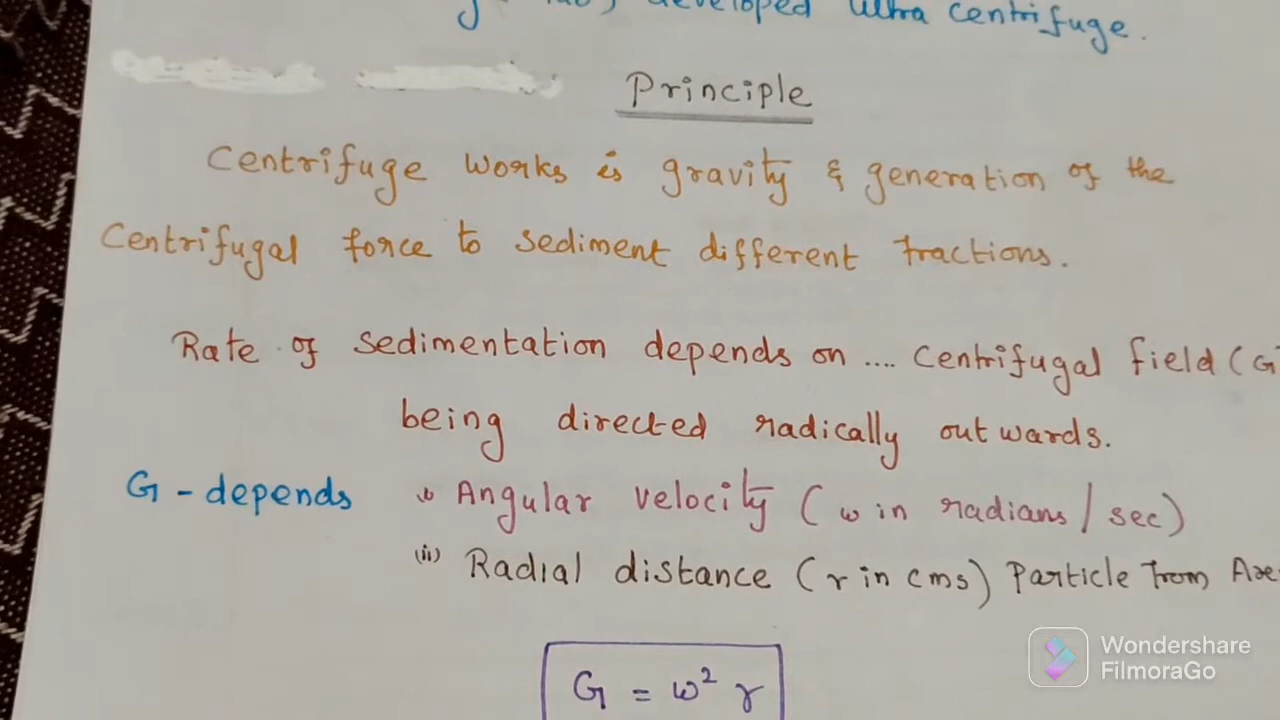 developed Ultra Centrifuge.
Principle
Centrifuge works is gravity & generation of the
Centrifugal force to sediment different fractions.
Rate of sedimentation depends on .... Centrifugal field (G)
being directed radically outwards.
G - depends i) Angular velocity (ω in radians / sec)
(ii) Radial distance (r in cms) Particle from Axe
G = ω² r
Wondershare
FilmoraGo